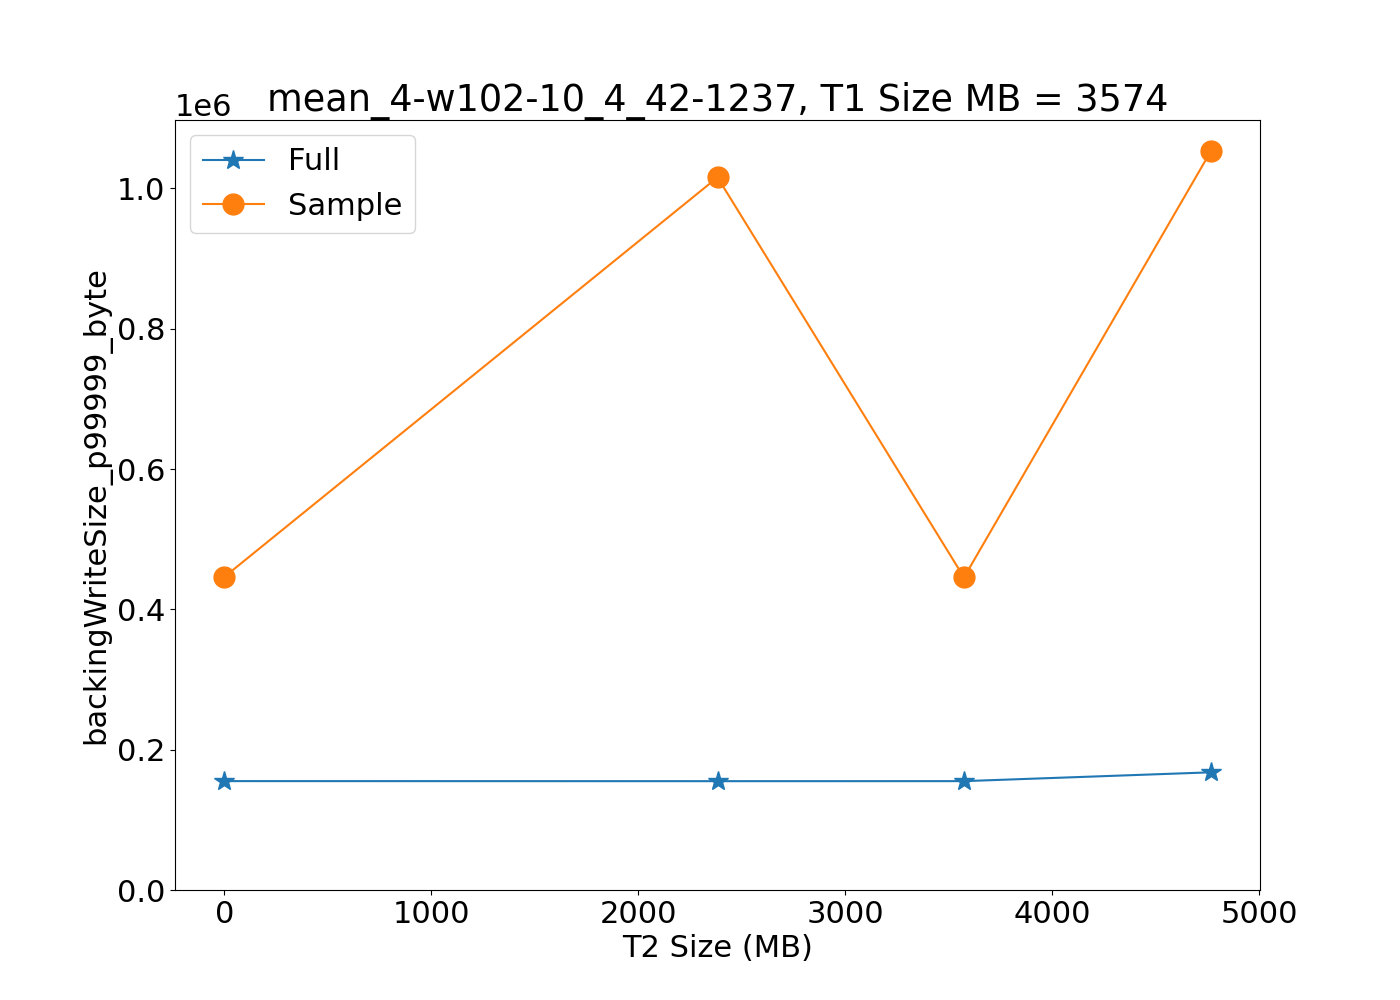 mean_4-w102-10_4_42-1237, T1 Size MB = 3574
1e6
Full
Sample
1.0
0.8
0.6
0.4
0.2
0.0
backingWriteSize_p99999_byte
0 1000 2000 3000 4000 5000
T2 Size (MB)